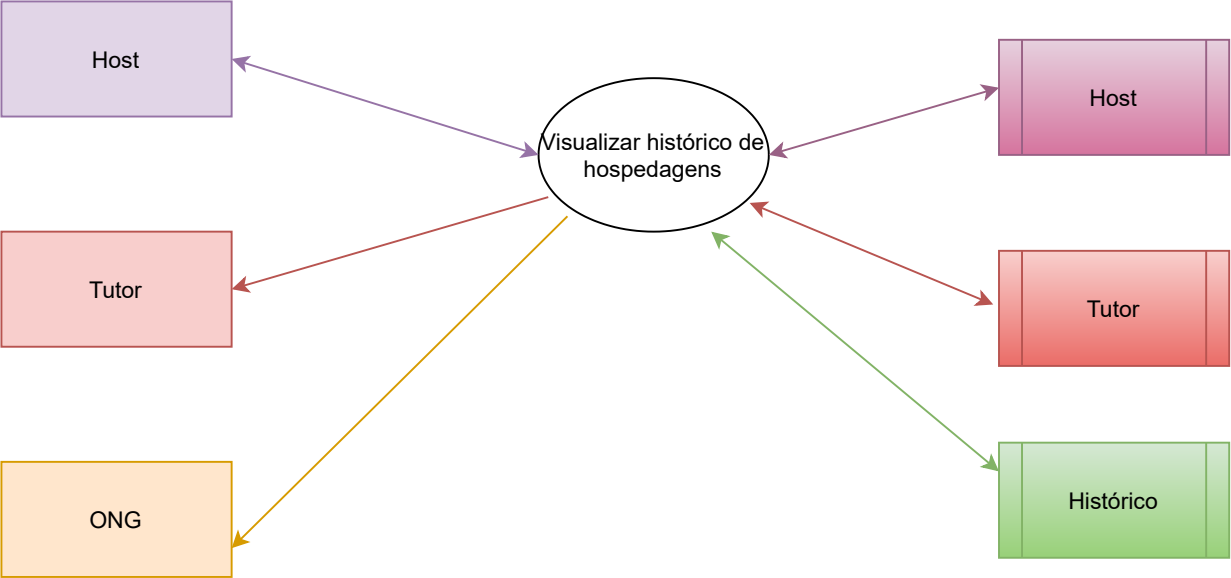 Host
Tutor
ONG
Visualizar histórico de
hospedagens
Host
Tutor
Histórico